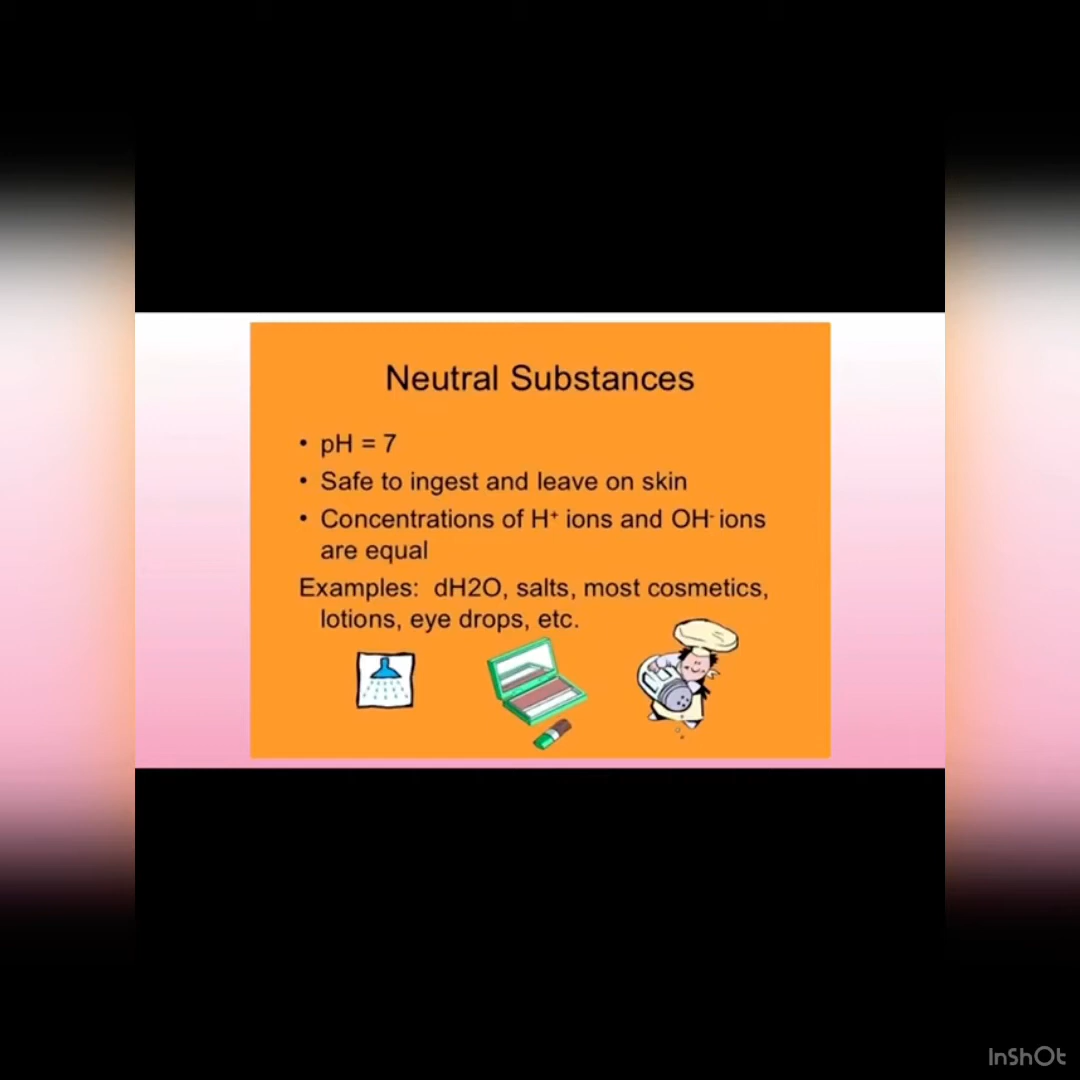 Neutral Substances
• pH = 7
• Safe to ingest and leave on skin
• Concentrations of H⁺ ions and OH⁻ ions
are equal
Examples: dH2O, salts, most cosmetics,
lotions, eye drops, etc.
InShOt